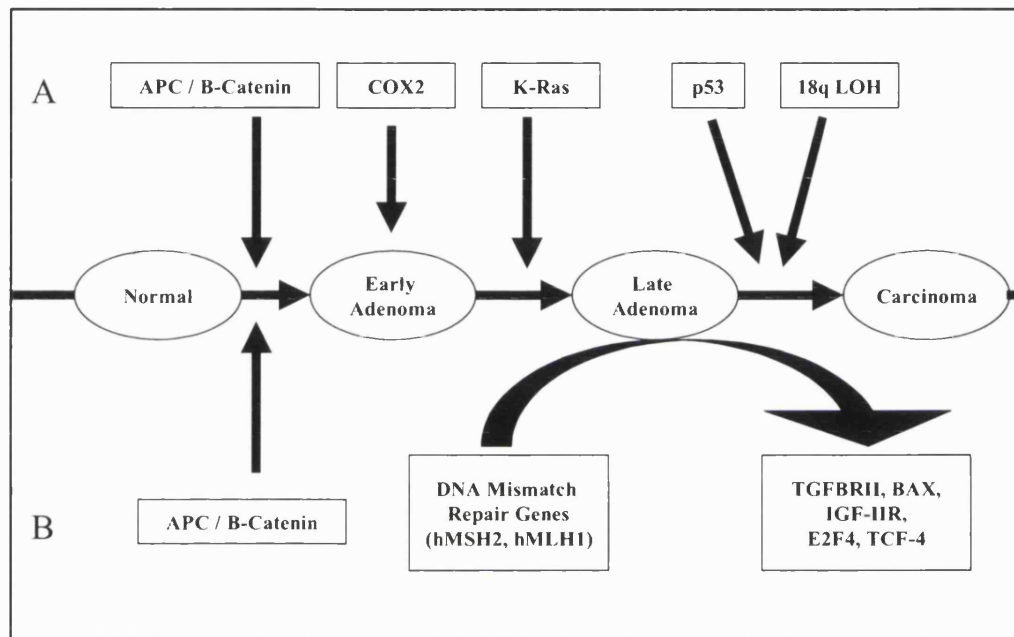 A
APC / B-Catenin
COX2
K-Ras
p53
18q LOH
Normal
Early
Adenoma
Late
Adenoma
Carcinoma
B
APC / B-Catenin
DNA Mismatch
Repair Genes
(hMSH2, hMLH1)
TGFBRII, BAX,
IGF-IIR,
E2F4, TCF-4